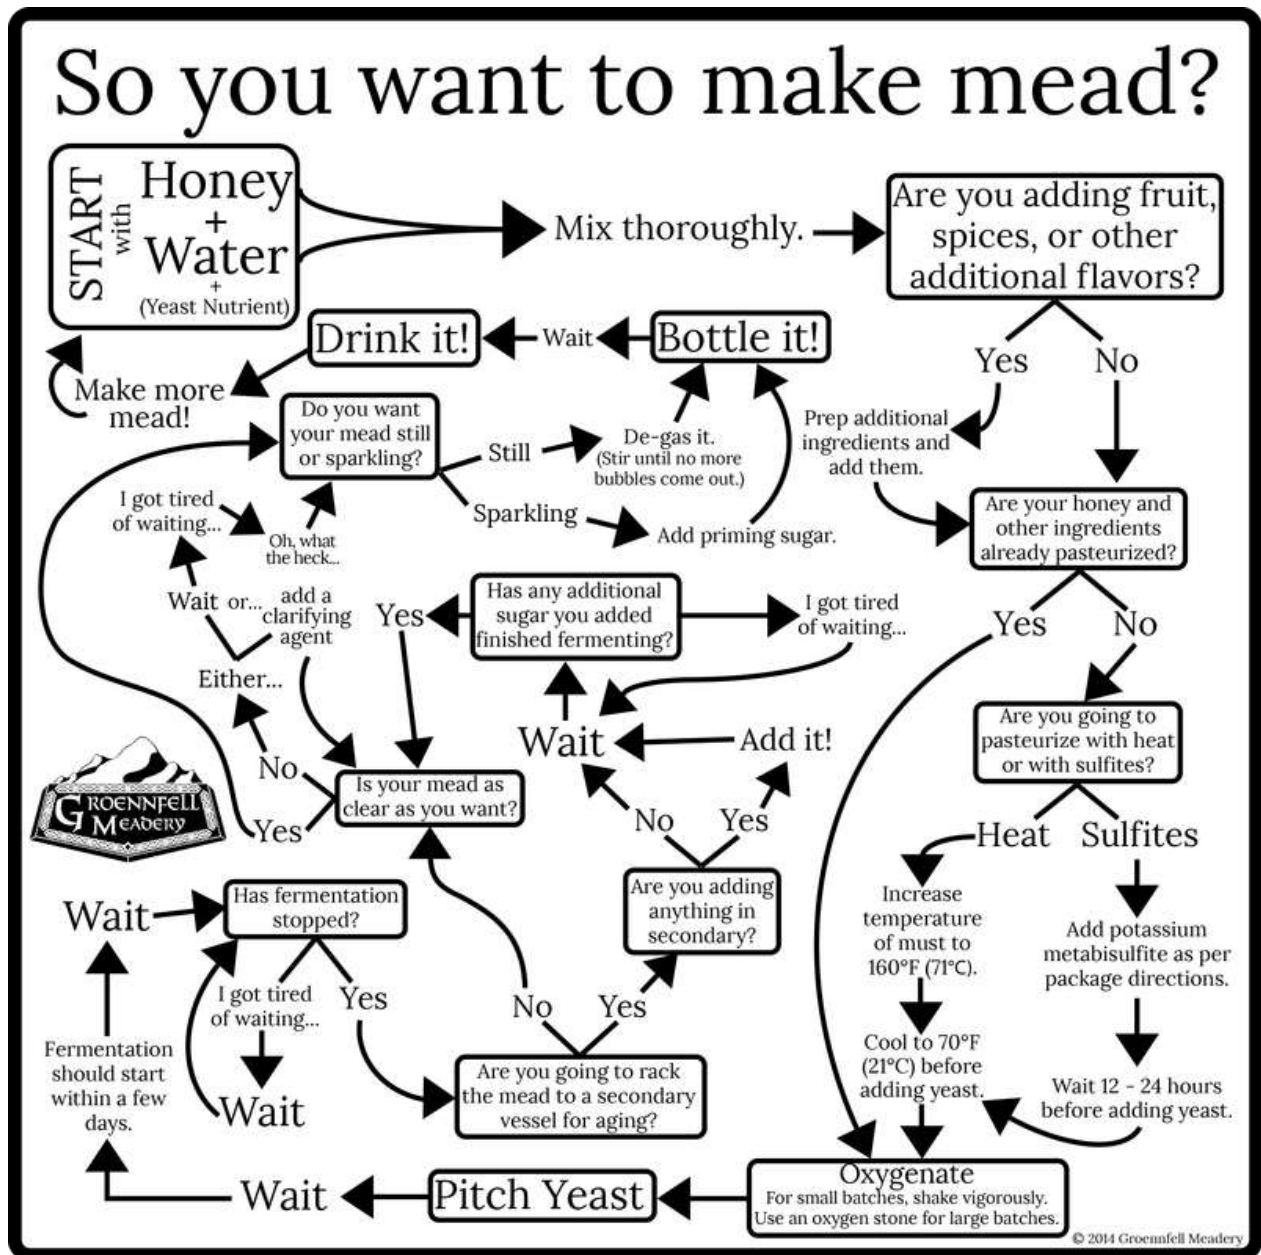 So you want to make mead?
START
with
Honey
+
Water
+
(Yeast Nutrient)
Mix thoroughly.
Are you adding fruit,
spices, or other
additional flavors?
Yes
No
Prep additional
ingredients and
add them.
Are your honey and
other ingredients
already pasteurized?
Yes
No
Are you going to
pasteurize with heat
or with sulfites?
Heat
Sulfites
Increase
temperature
of must to
160°F (71°C).
Cool to 70°F
(21°C) before
adding yeast.
Add potassium
metabisulfite as per
package directions.
Wait 12 - 24 hours
before adding yeast.
Oxygenate
For small batches, shake vigorously.
Use an oxygen stone for large batches.
Pitch Yeast
Wait
Fermentation
should start
within a few
days.
Wait
Has fermentation
stopped?
I got tired
of waiting...
Wait
Yes
Are you going to rack
the mead to a secondary
vessel for aging?
No
Yes
Are you adding
anything in
secondary?
No
Yes
Add it!
Wait
Has any additional
sugar you added
finished fermenting?
I got tired
of waiting...
Yes
Is your mead as
clear as you want?
No
Yes
Either...
Wait or...
add a
clarifying
agent
I got tired
of waiting...
Oh, what
the heck...
Do you want
your mead still
or sparkling?
Still
De-gas it.
(Stir until no more
bubbles come out.)
Sparkling
Add priming sugar.
Bottle it!
Wait
Drink it!
Make more
mead!
GROENNFELL
MEADERY
© 2014 Groennfell Meadery